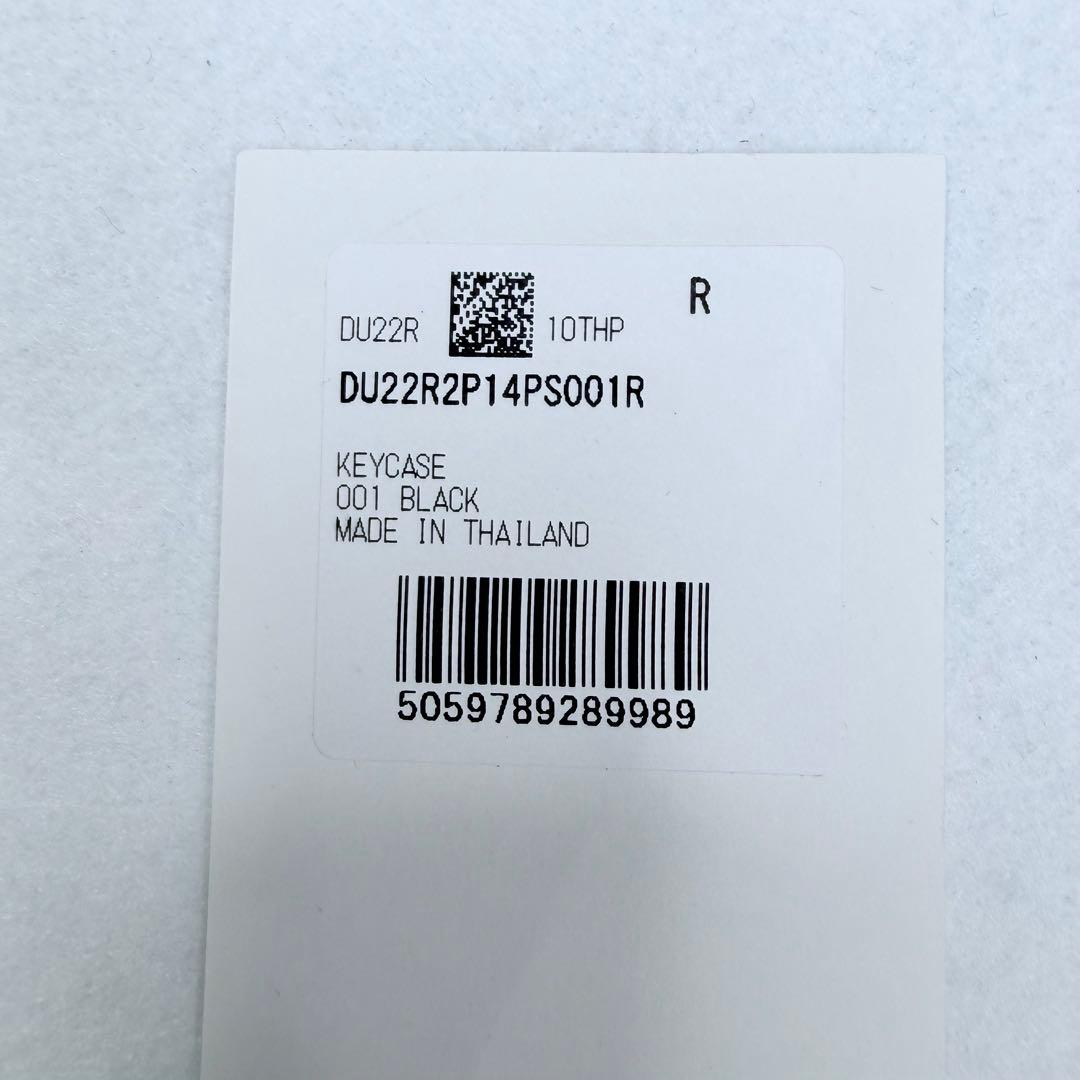 R
DU22R 10THP
DU22R2P14PS001R
KEYCASE
001 BLACK
MADE IN THAILAND
5059789289989